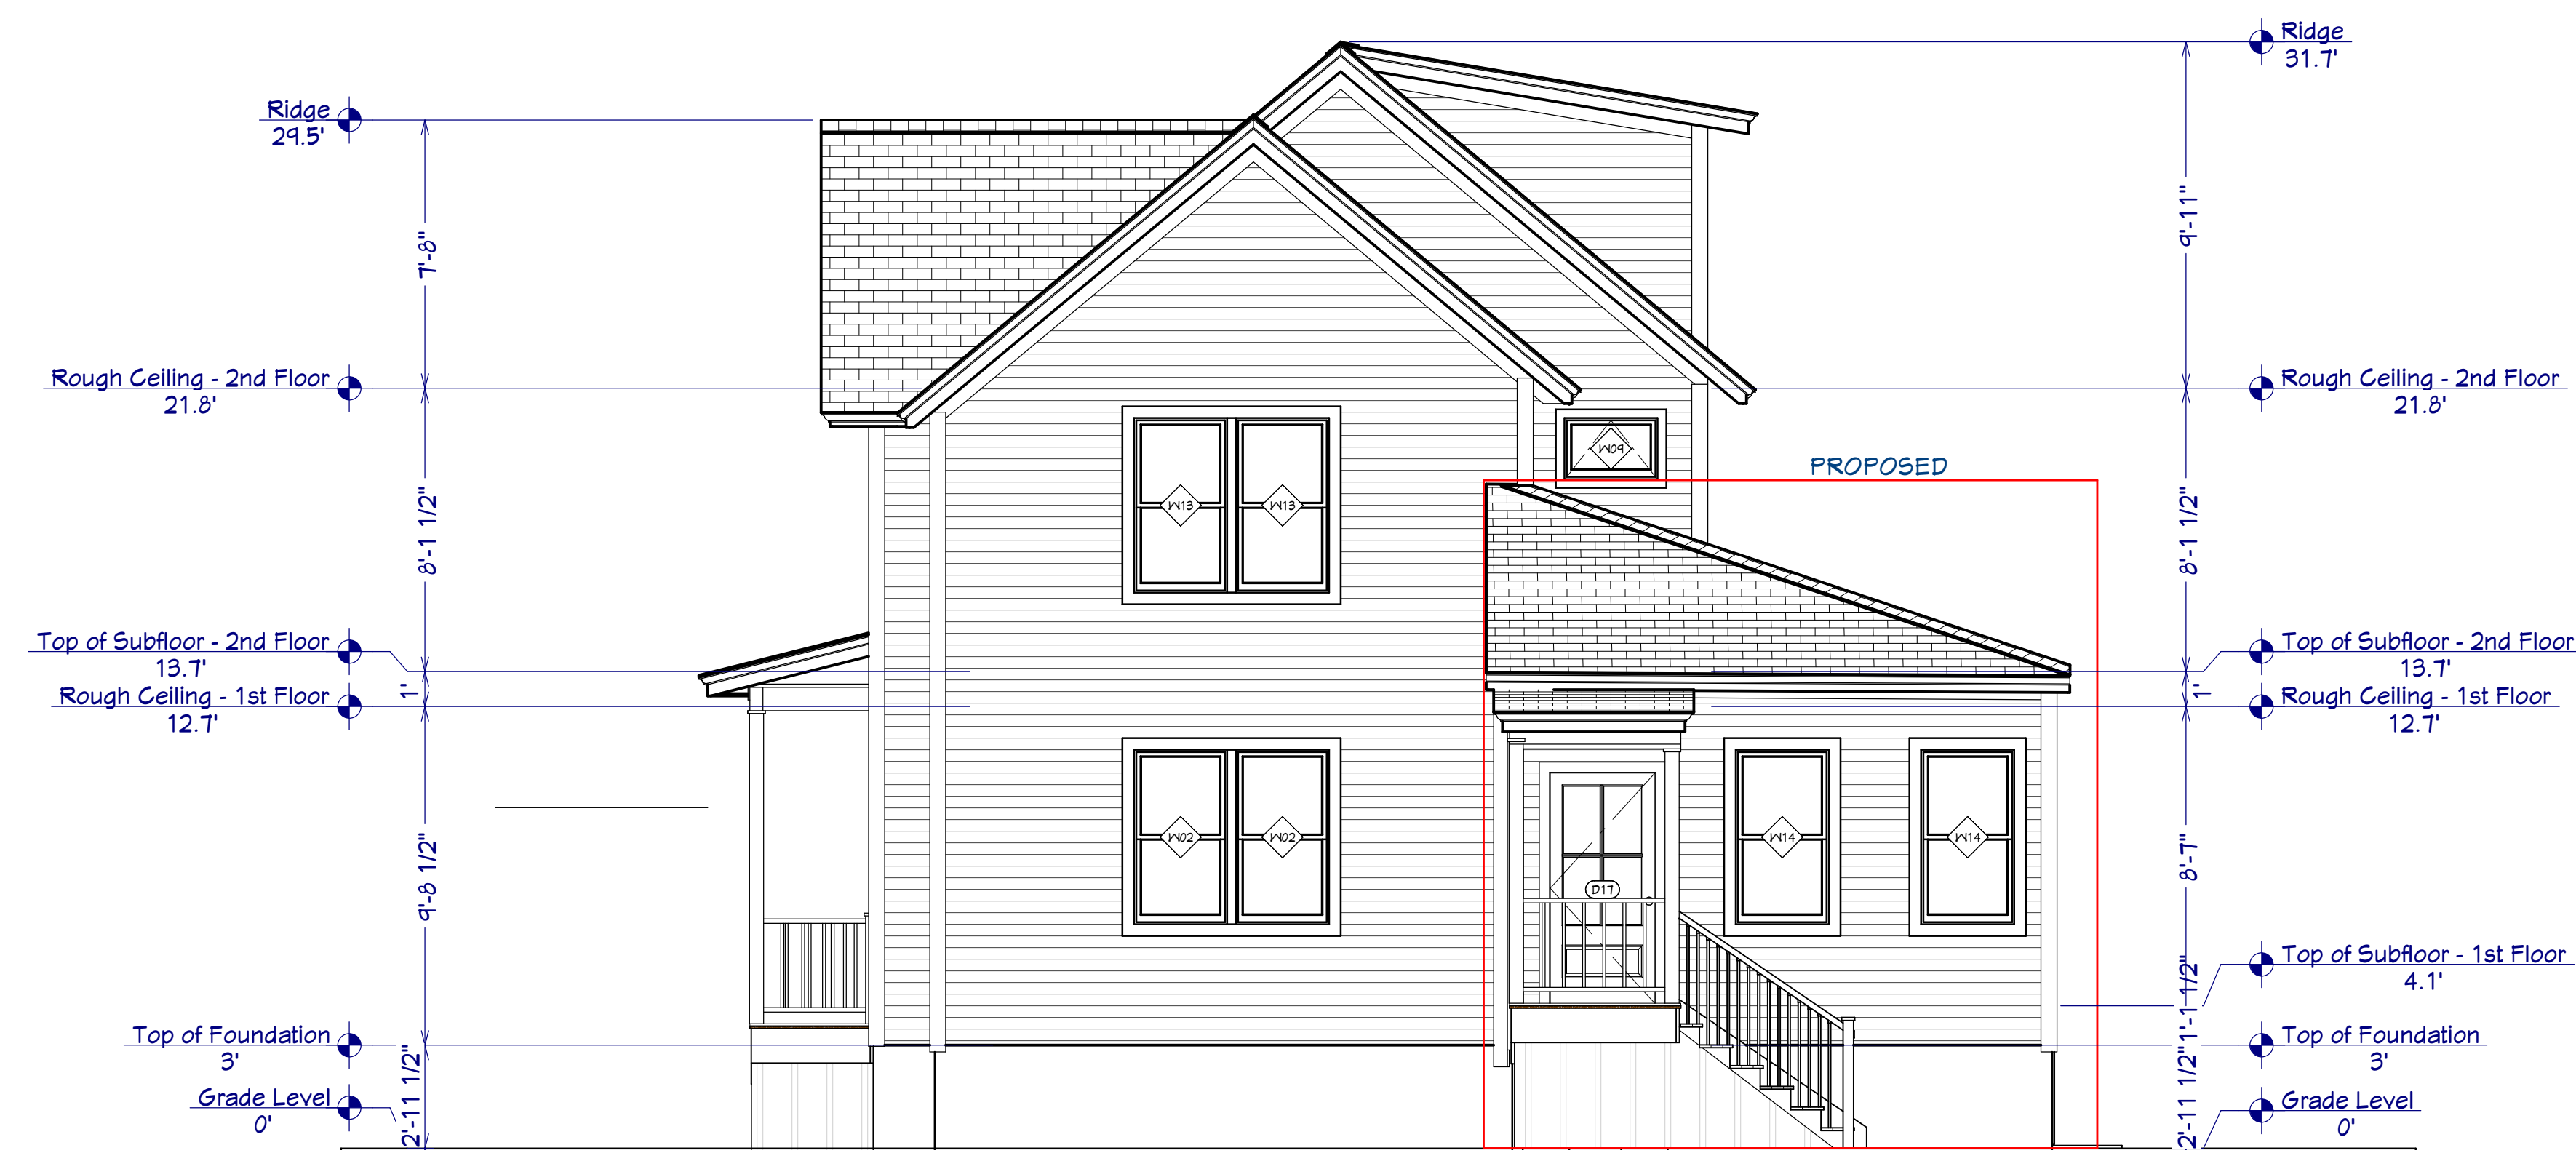 Ridge
29.5'
7'-8"
Rough Ceiling - 2nd Floor
21.8'
8'-1 1/2"
Top of Subfloor - 2nd Floor
13.7'
1'
Rough Ceiling - 1st Floor
12.7'
9'-8 1/2"
Top of Foundation
3'
2'-11 1/2"
Grade Level
0'
W13
W13
W02
W02
W09
PROPOSED
D17
W14
W14
Ridge
31.7'
9'-11"
Rough Ceiling - 2nd Floor
21.8'
8'-1 1/2"
Top of Subfloor - 2nd Floor
13.7'
1'
Rough Ceiling - 1st Floor
12.7'
8'-7"
Top of Subfloor - 1st Floor
4.1'
1'-1 1/2"
Top of Foundation
3'
2'-11 1/2"
Grade Level
0'